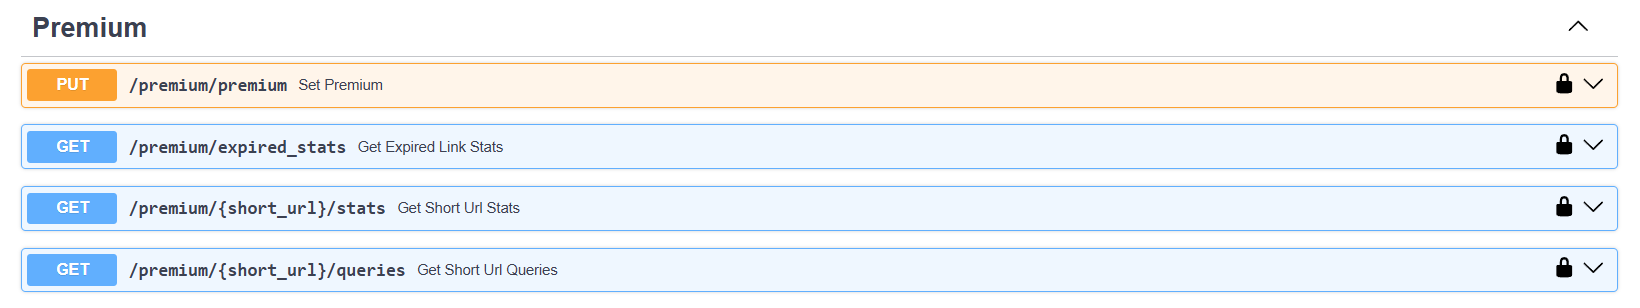 Premium
PUT /premium/premium Set Premium
GET /premium/expired_stats Get Expired Link Stats
GET /premium/{short_url}/stats Get Short Url Stats
GET /premium/{short_url}/queries Get Short Url Queries